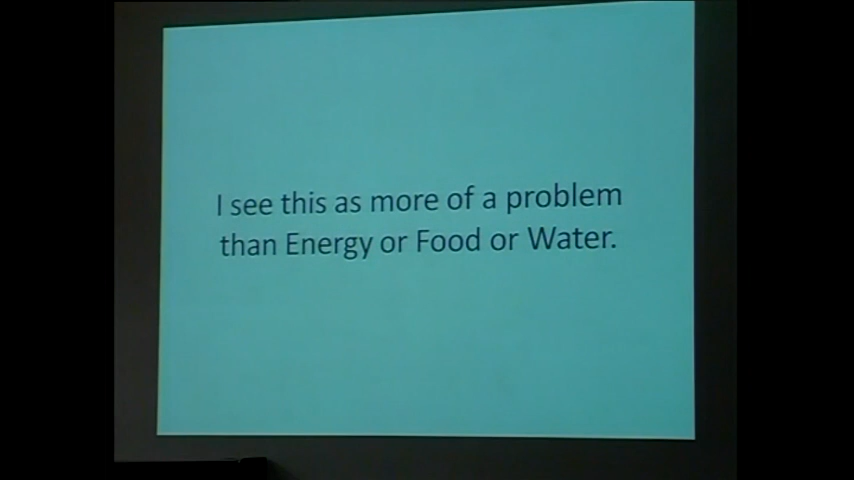 I see this as more of a problem
than Energy or Food or Water.